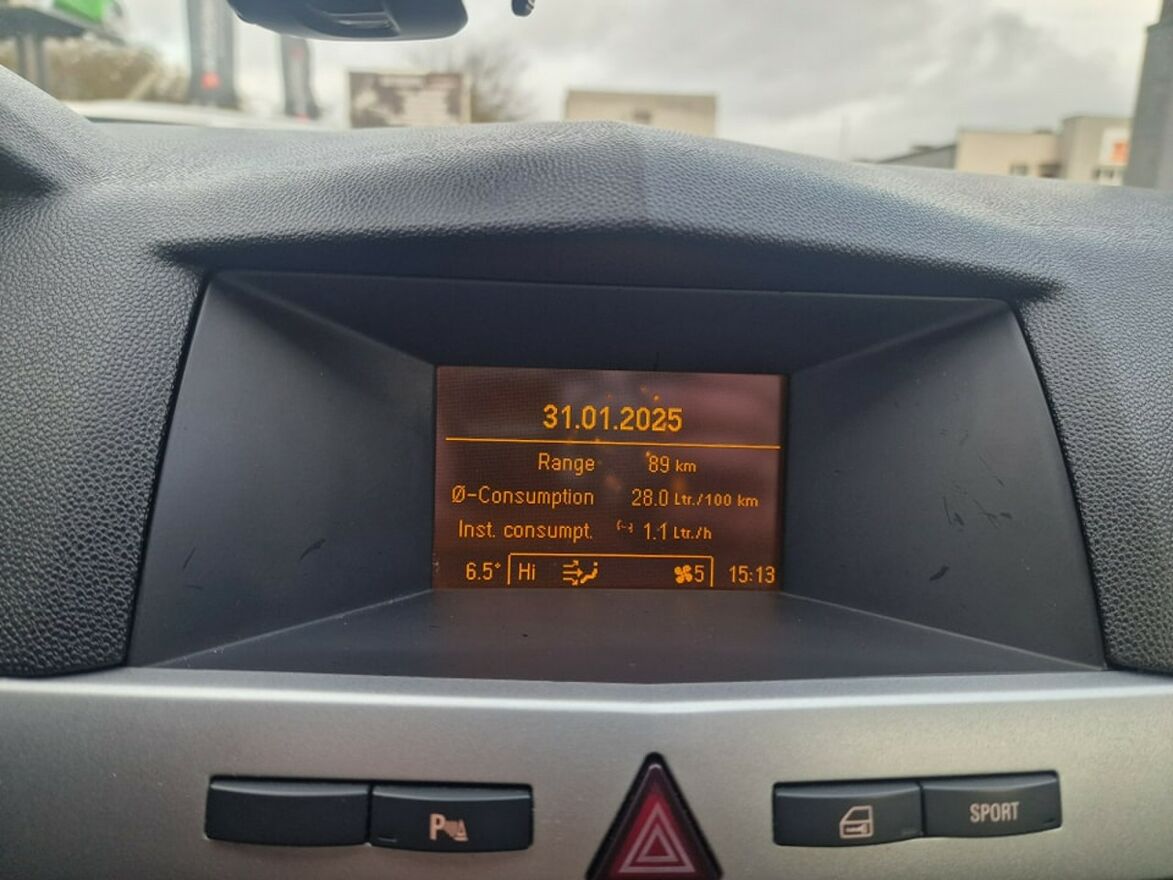 31.01.2025
Range 89 km
Ø-Consumption 28.0 Ltr./100 km
Inst. consumpt. 1.1 Ltr./h
6.5° Hi 5 15:13
P SPORT